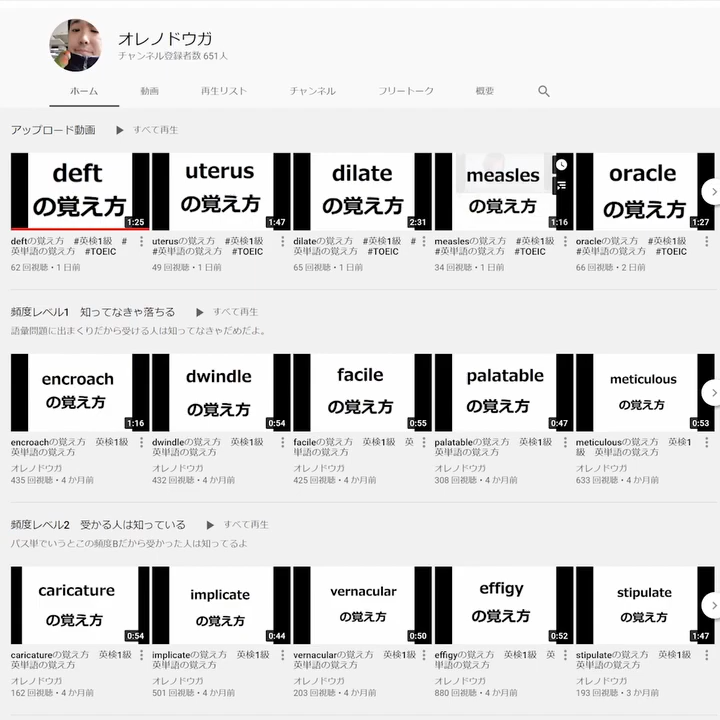 オレノドウガ
チャンネル登録者数 651人
ホーム 動画 再生リスト チャンネル フリートーク 概要
アップロード動画 ▶ すべて再生
deft
の覚え方
1:25
uterus
の覚え方
1:47
dilate
の覚え方
2:31
measles
の覚え方
1:16
oracle
の覚え方
1:27
deftの覚え方 #英検1級 #
英単語の覚え方 #TOEIC
62 回視聴・1 日前
uterusの覚え方 #英検1級
#英単語の覚え方 #TOEIC
49 回視聴・1 日前
dilateの覚え方 #英検1級 #
英単語の覚え方 #TOEIC
65 回視聴・1 日前
measlesの覚え方 #英検1級
#英単語の覚え方 #TOEIC
34 回視聴・1 日前
oracleの覚え方 #英検1級
#英単語の覚え方 #TOEIC
66 回視聴・2 日前
頻度レベル1 知ってなきゃ落ちる ▶ すべて再生
語彙問題に出まくりだから受ける人は知ってなきゃだめだよ。
encroach
の覚え方
1:16
dwindle
の覚え方
0:54
facile
の覚え方
0:55
palatable
の覚え方
0:47
meticulous
の覚え方
0:53
encroachの覚え方 英検1級
英単語の覚え方
オレノドウガ
435 回視聴・4 か月前
dwindleの覚え方 英検1級
英単語の覚え方
オレノドウガ
432 回視聴・4 か月前
facileの覚え方 英検1級 英
単語の覚え方
オレノドウガ
425 回視聴・4 か月前
palatableの覚え方 英検1級
英単語の覚え方
オレノドウガ
308 回視聴・4 か月前
meticulousの覚え方 英検1
級 英単語の覚え方
オレノドウガ
633 回視聴・4 か月前
頻度レベル2 受かる人は知っている ▶ すべて再生
パス単でいうとこの頻度Bだから受かった人は知ってるよ
caricature
の覚え方
0:54
implicate
の覚え方
0:44
vernacular
の覚え方
0:50
effigy
の覚え方
0:52
stipulate
の覚え方
1:47
caricatureの覚え方 英検1級
英単語の覚え方
オレノドウガ
162 回視聴・4 か月前
implicateの覚え方 英検1級
英単語の覚え方
オレノドウガ
501 回視聴・4 か月前
vernacularの覚え方 英検1級
英単語の覚え方
オレノドウガ
203 回視聴・4 か月前
effigyの覚え方 英検1級 英
単語の覚え方
オレノドウガ
880 回視聴・4 か月前
stipulateの覚え方 英検1級
英単語の覚え方
オレノドウガ
193 回視聴・3 か月前